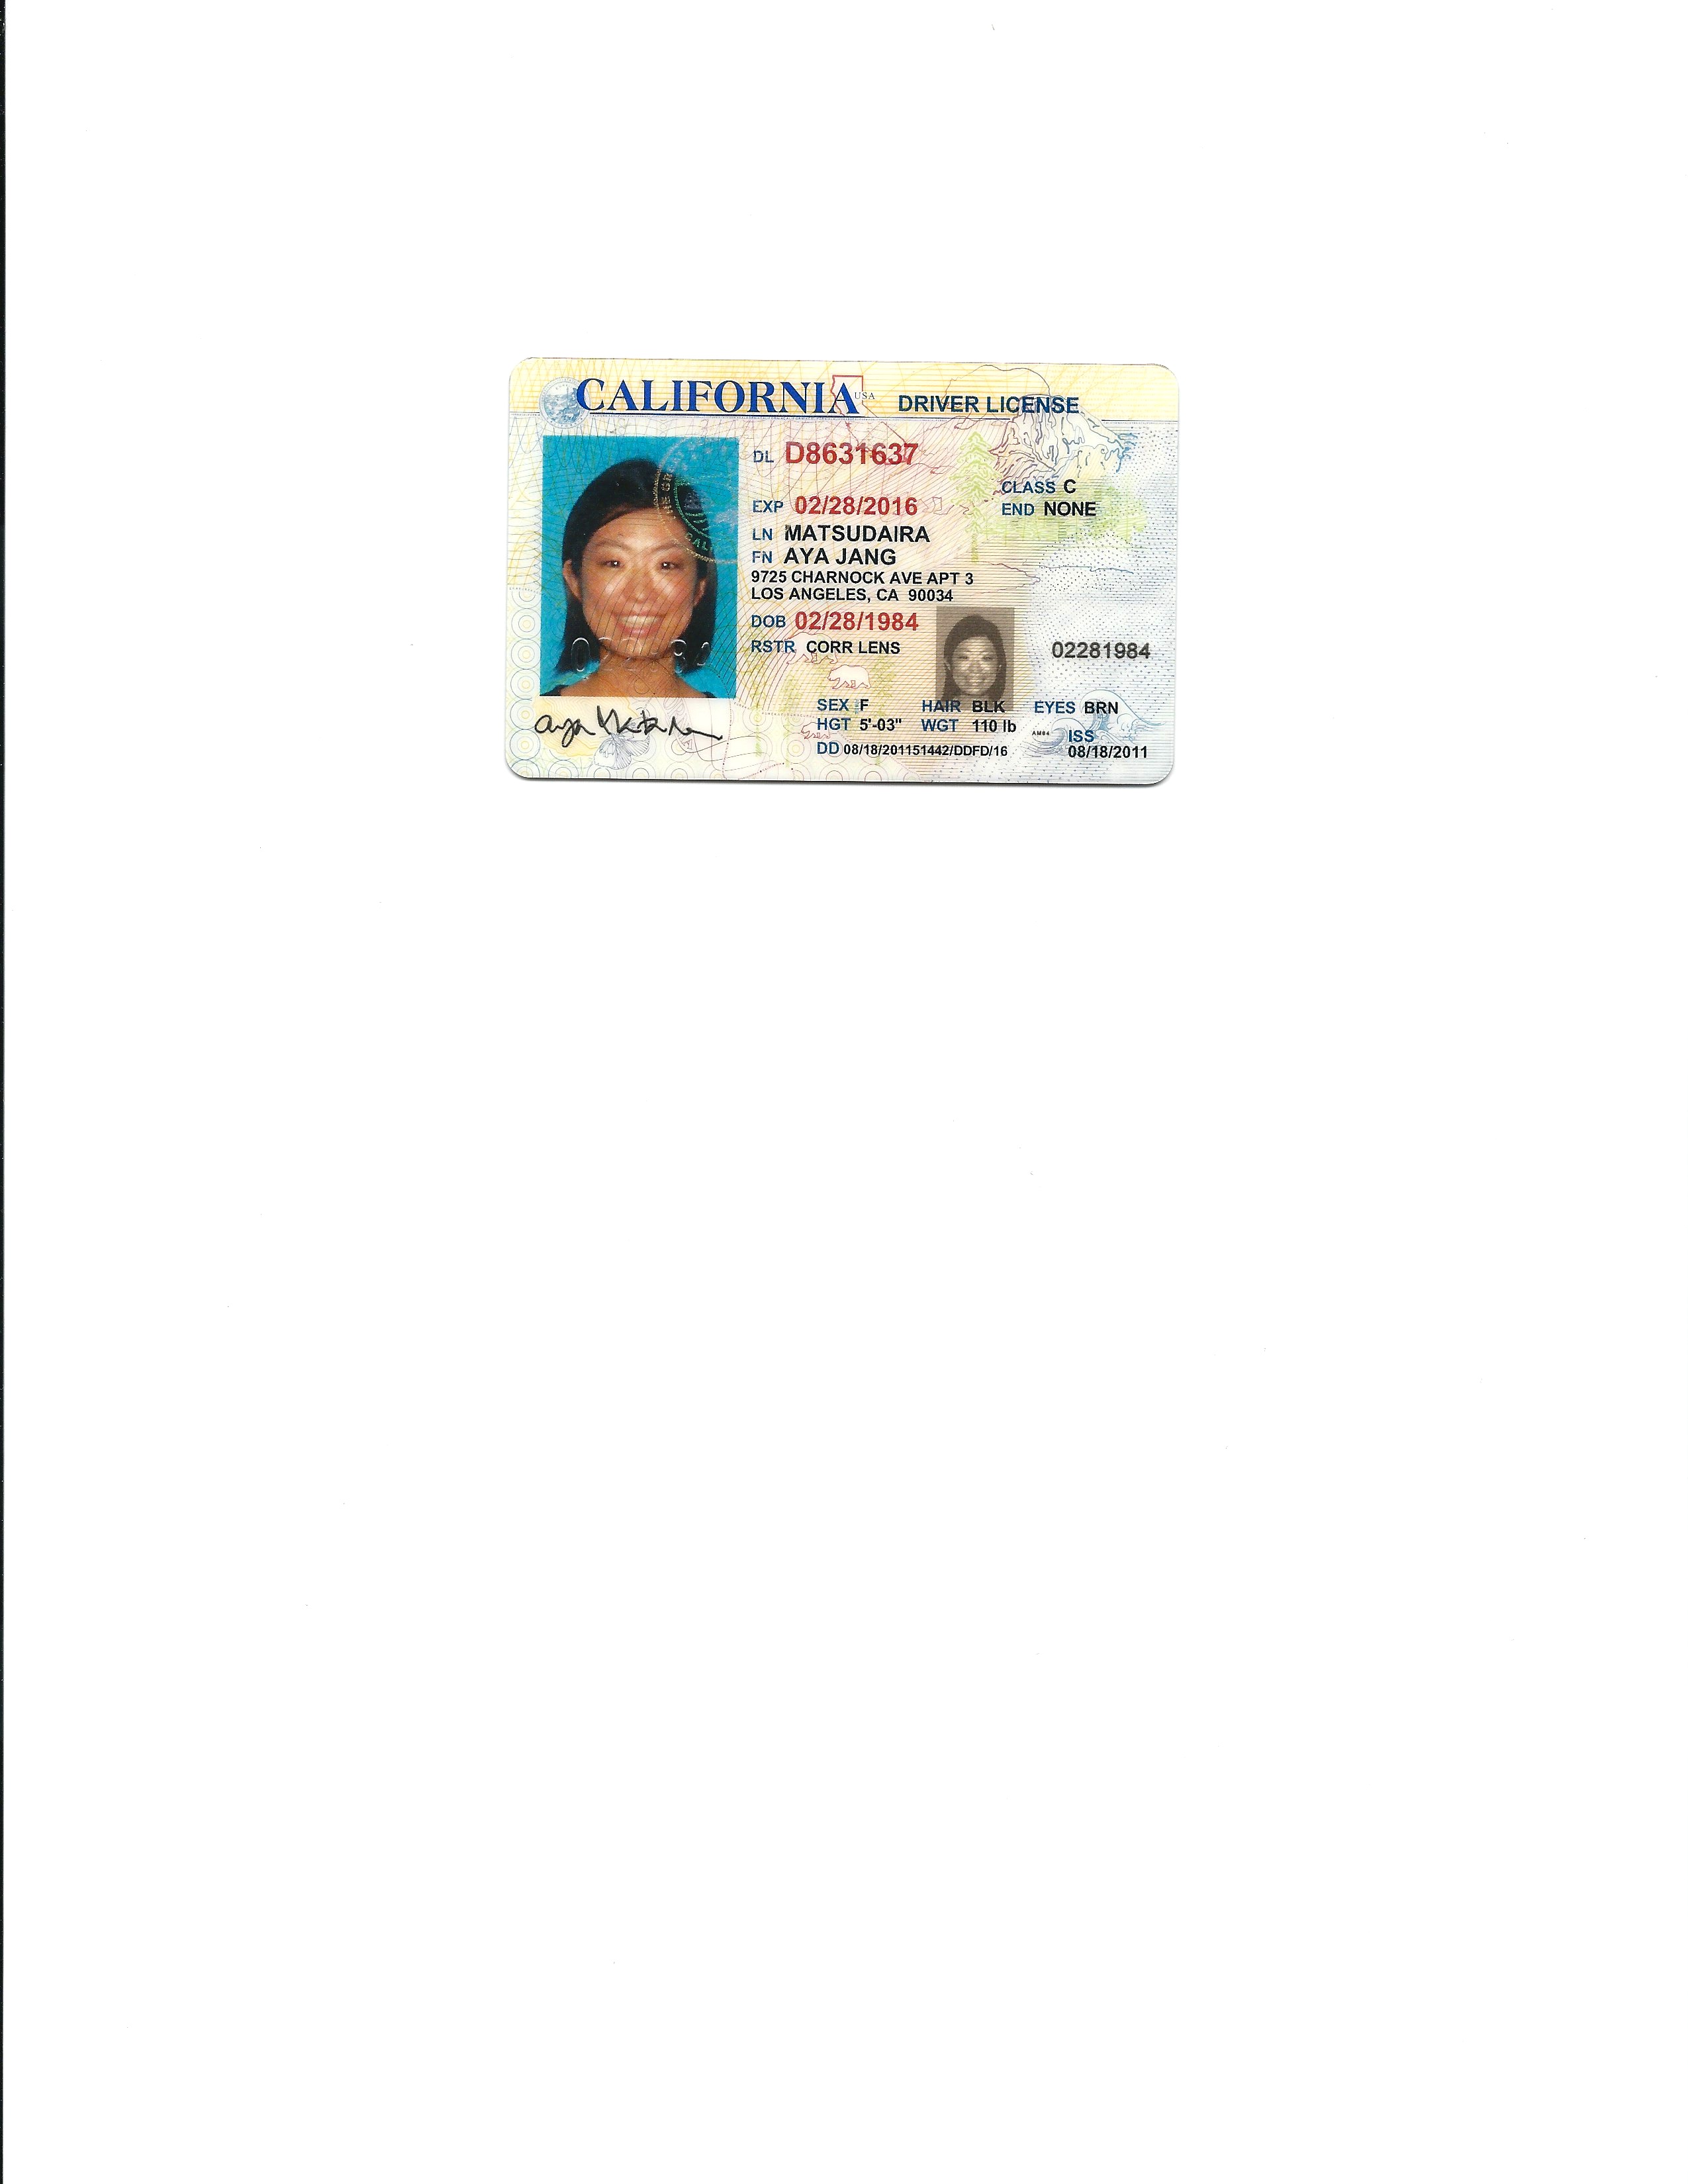 CALIFORNIA USA DRIVER LICENSE
DL D8631637
CLASS C
EXP 02/28/2016
END NONE
LN MATSUDAIRA
FN AYA JANG
9725 CHARNOCK AVE APT 3
LOS ANGELES, CA 90034
DOB 02/28/1984
RSTR CORR LENS
02281984
SEX F HAIR BLK EYES BRN
HGT 5'-03" WGT 110 lb
ISS
DD 08/18/201151442/DDFD/16
08/18/2011